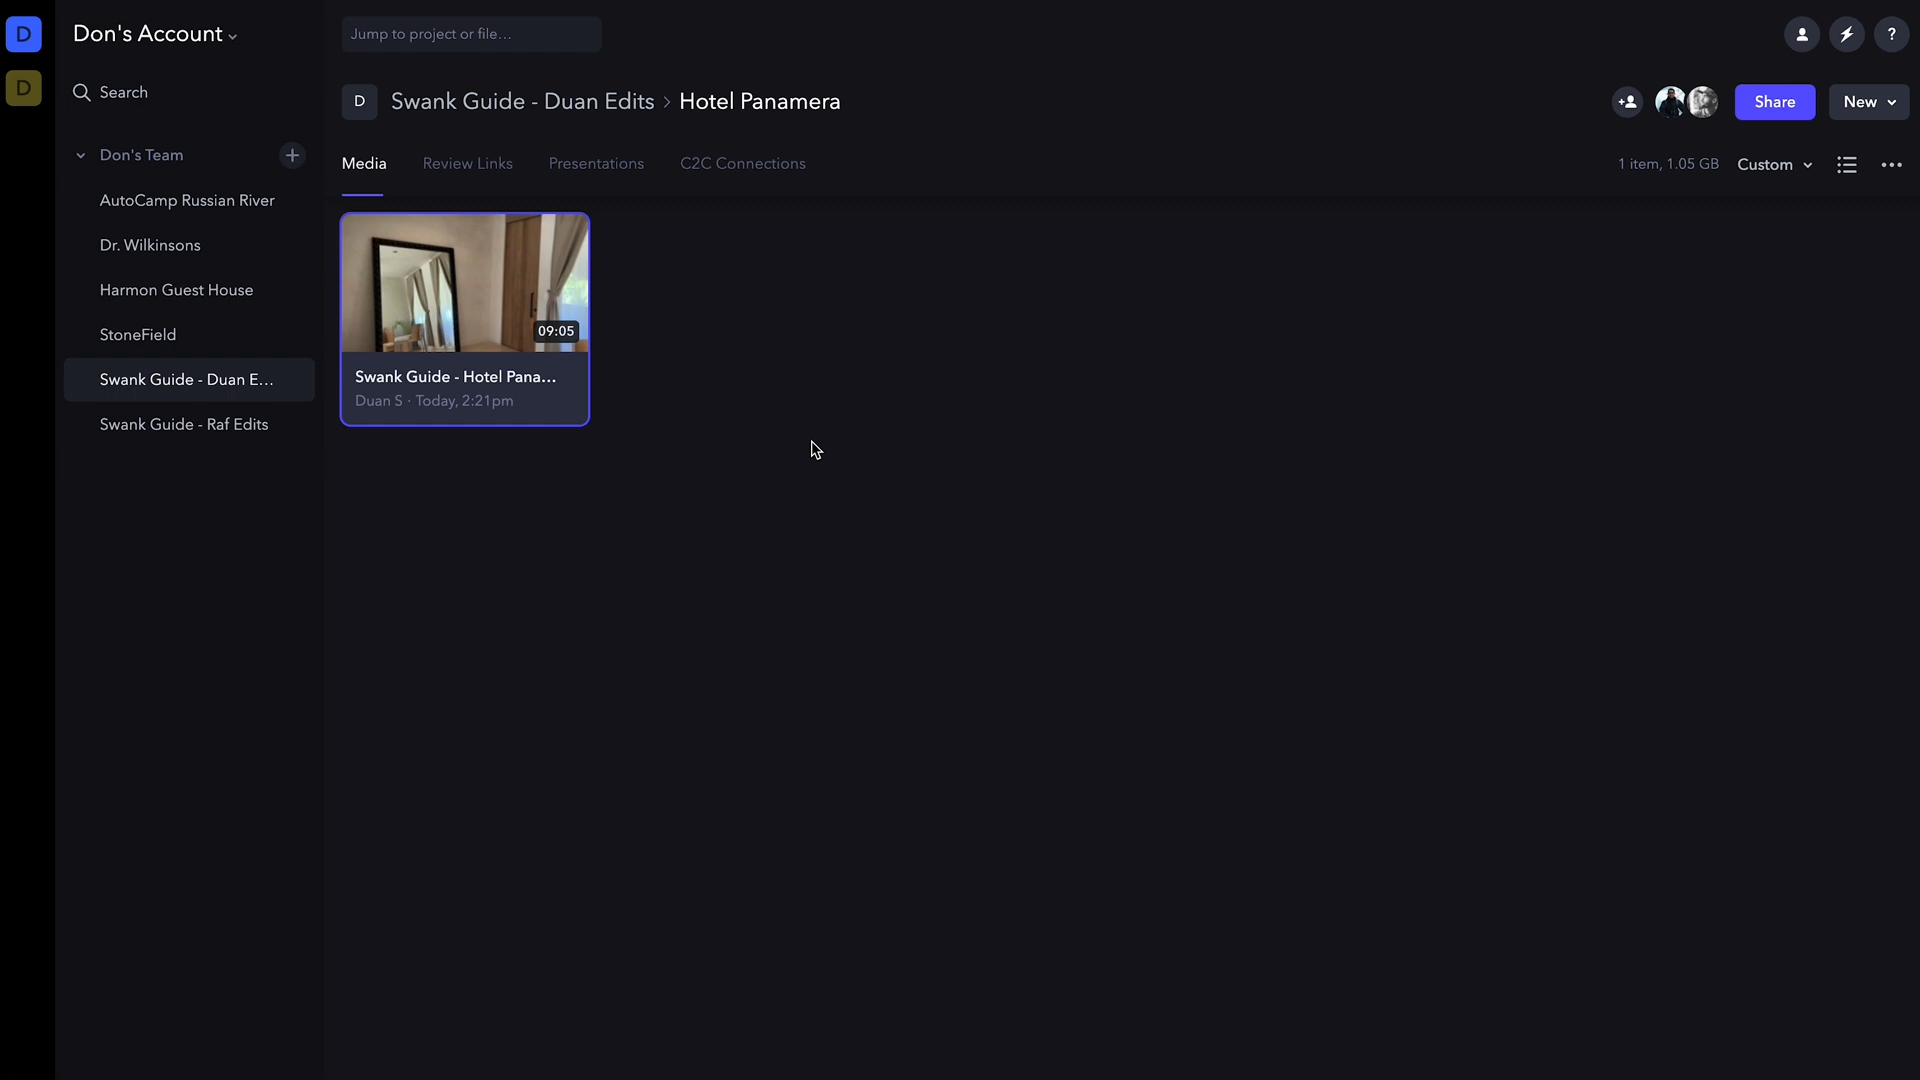 D
D
Don's Account
Search
Don's Team
AutoCamp Russian River
Dr. Wilkinsons
Harmon Guest House
StoneField
Swank Guide - Duan E...
Swank Guide - Raf Edits
Jump to project or file...
?
D
Swank Guide - Duan Edits > Hotel Panamera
Share
New
Media
Review Links
Presentations
C2C Connections
1 item, 1.05 GB
Custom
09:05
Swank Guide - Hotel Pana...
Duan S · Today, 2:21pm